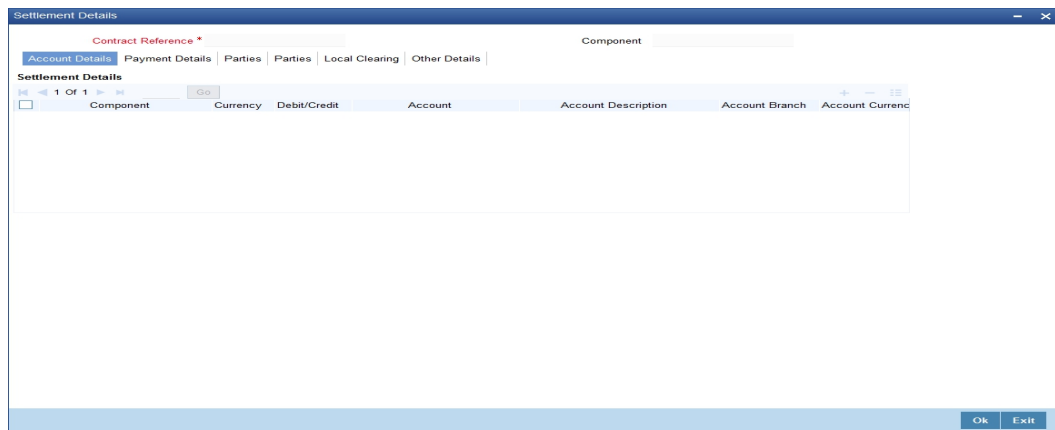 Settlement Details
Contract Reference * Component
Account Details Payment Details Parties Parties Local Clearing Other Details
Settlement Details
1 Of 1 Go
Component Currency Debit/Credit Account Account Description Account Branch Account Currenc
Ok Exit